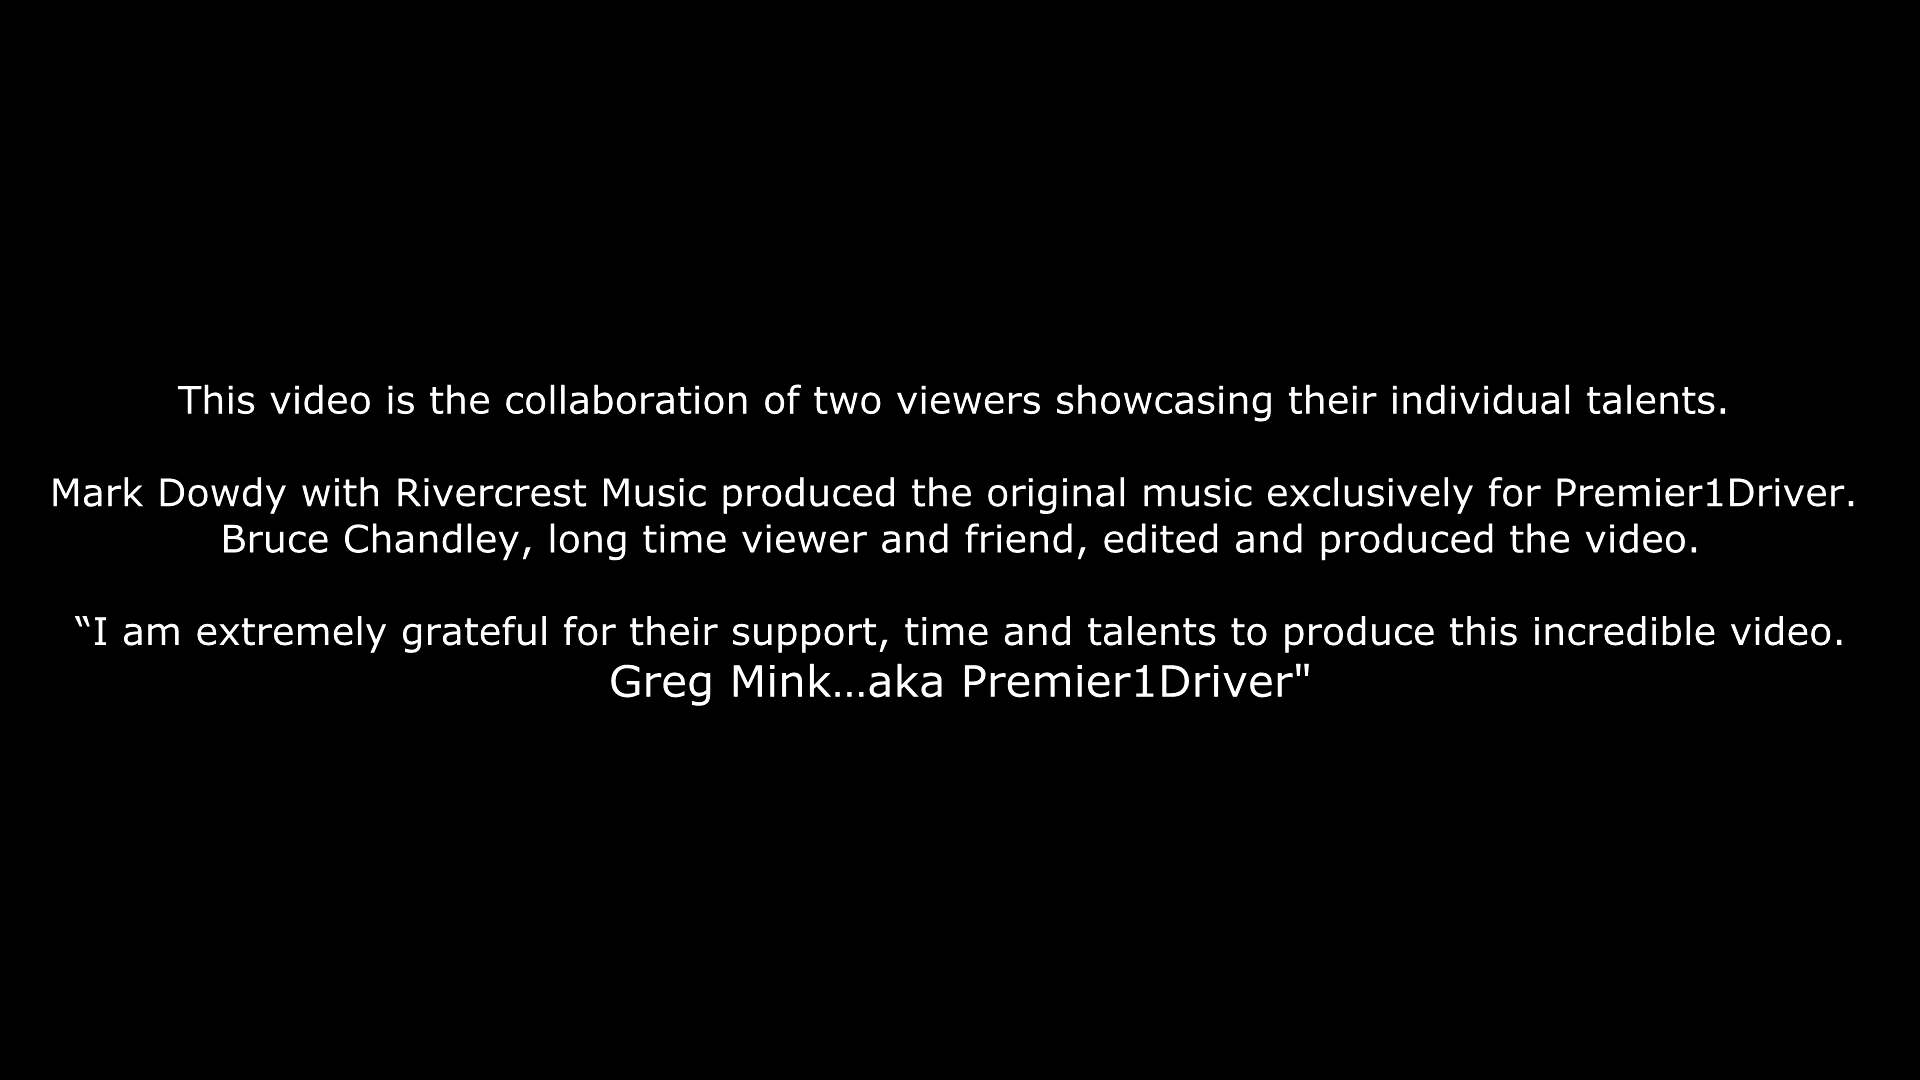 This video is the collaboration of two viewers showcasing their individual talents.
Mark Dowdy with Rivercrest Music produced the original music exclusively for Premier1Driver.
Bruce Chandley, long time viewer and friend, edited and produced the video.
“I am extremely grateful for their support, time and talents to produce this incredible video.
Greg Mink...aka Premier1Driver"